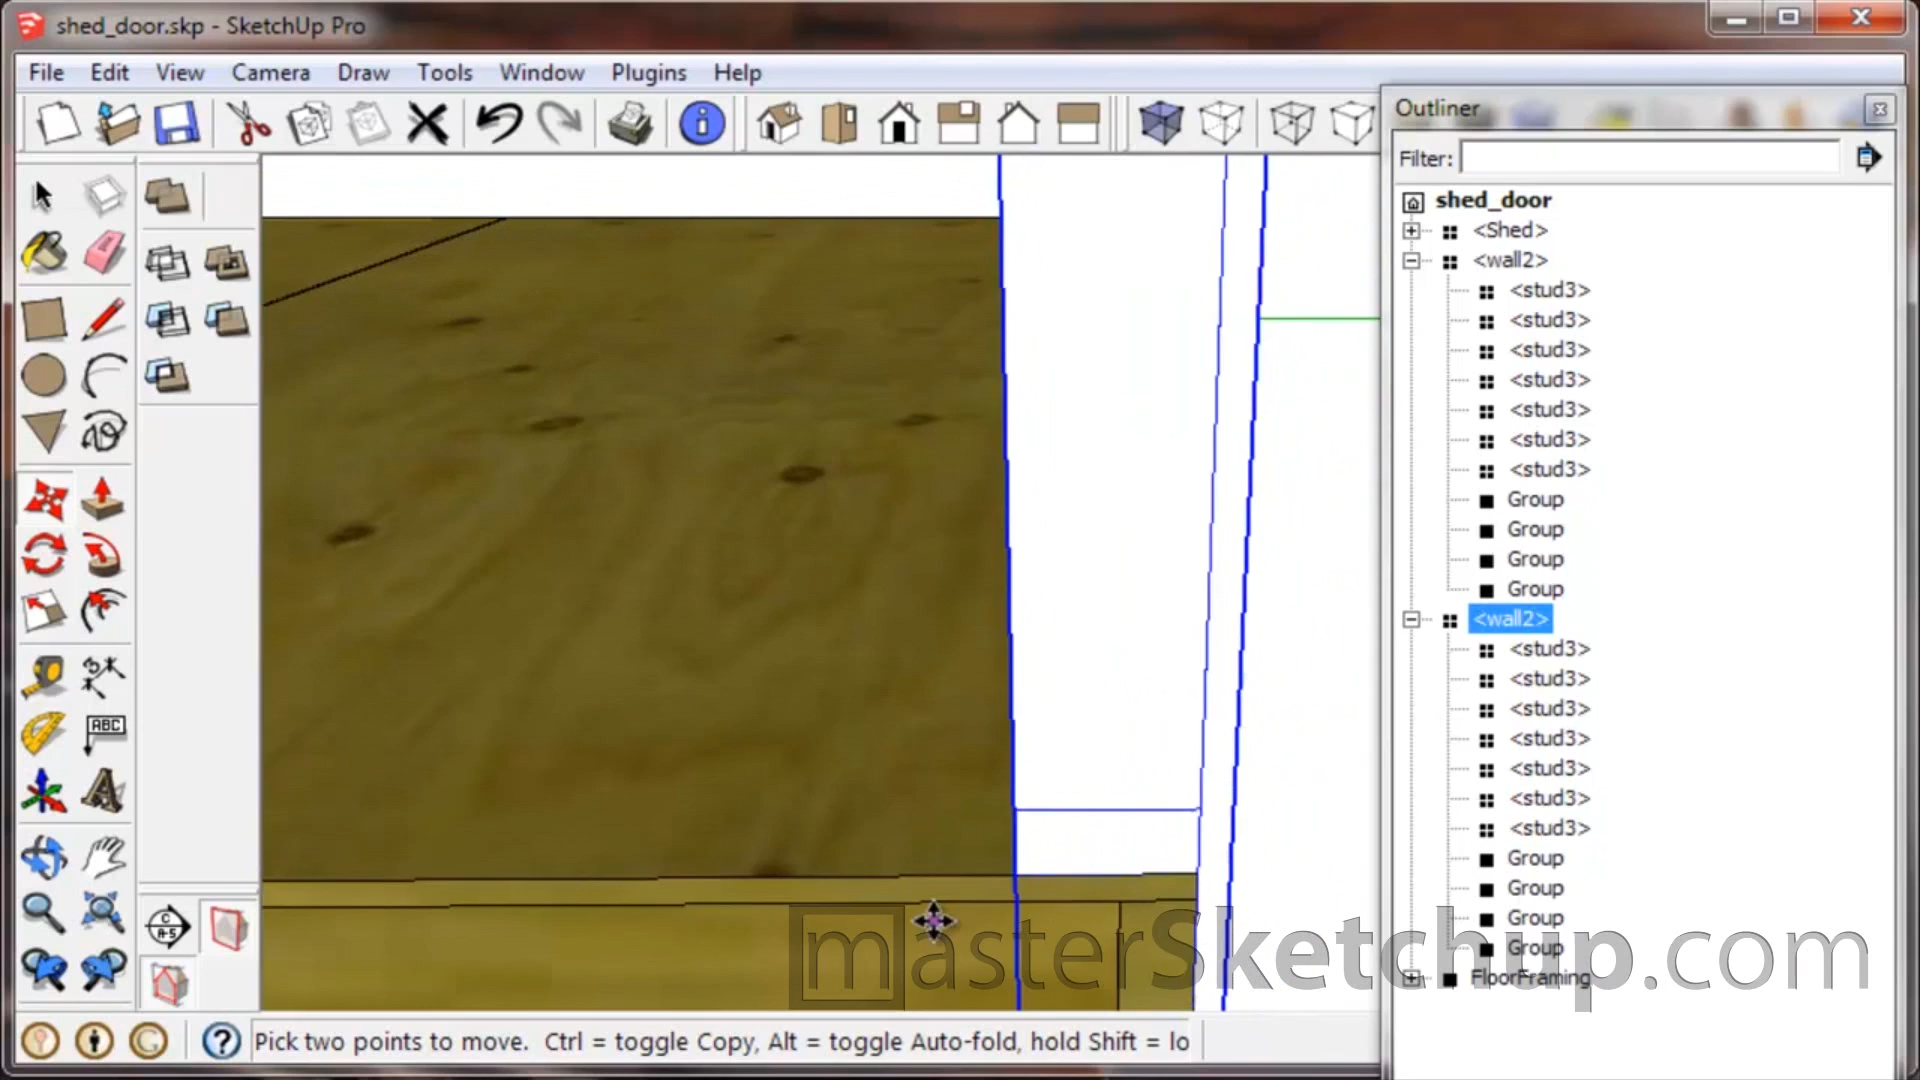 shed_door.skp - SketchUp Pro
File Edit View Camera Draw Tools Window Plugins Help
Outliner
Filter:
shed_door
<Shed>
<wall2>
<stud3>
<stud3>
<stud3>
<stud3>
<stud3>
<stud3>
<stud3>
Group
Group
Group
Group
<wall2>
<stud3>
<stud3>
<stud3>
<stud3>
<stud3>
<stud3>
<stud3>
Group
Group
Group
Group
FloorFraming
ABC
C
A-5
masterSketchup.com
Pick two points to move. Ctrl = toggle Copy, Alt = toggle Auto-fold, hold Shift = lo